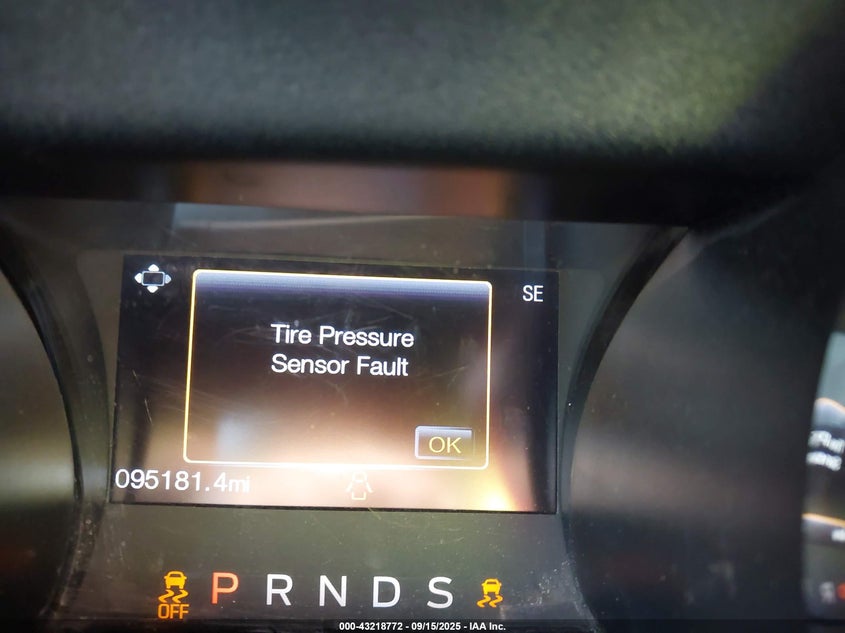 SE
Tire Pressure
Sensor Fault
OK
095181.4mi
OFF P R N D S
000-43218772 - 09/15/2025 - IAA Inc.